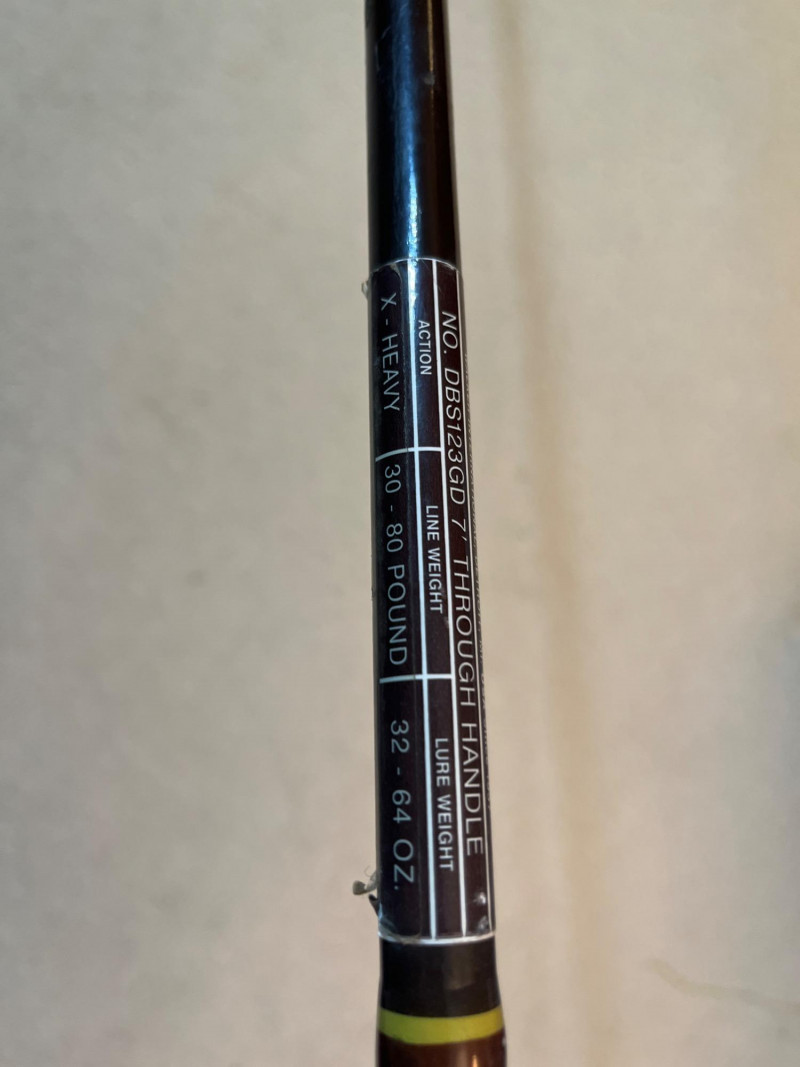 NO. DBS123GD 7' THROUGH HANDLE
ACTION LINE WEIGHT LURE WEIGHT
X - HEAVY 30 - 80 POUND 32 - 64 OZ.